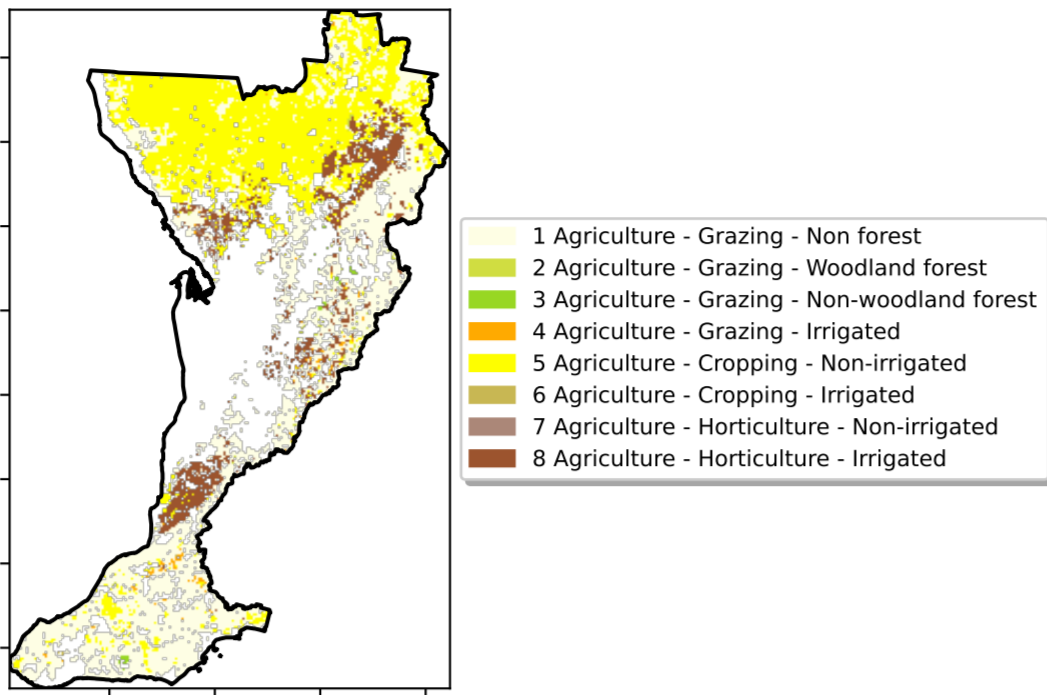 1 Agriculture - Grazing - Non forest
2 Agriculture - Grazing - Woodland forest
3 Agriculture - Grazing - Non-woodland forest
4 Agriculture - Grazing - Irrigated
5 Agriculture - Cropping - Non-irrigated
6 Agriculture - Cropping - Irrigated
7 Agriculture - Horticulture - Non-irrigated
8 Agriculture - Horticulture - Irrigated